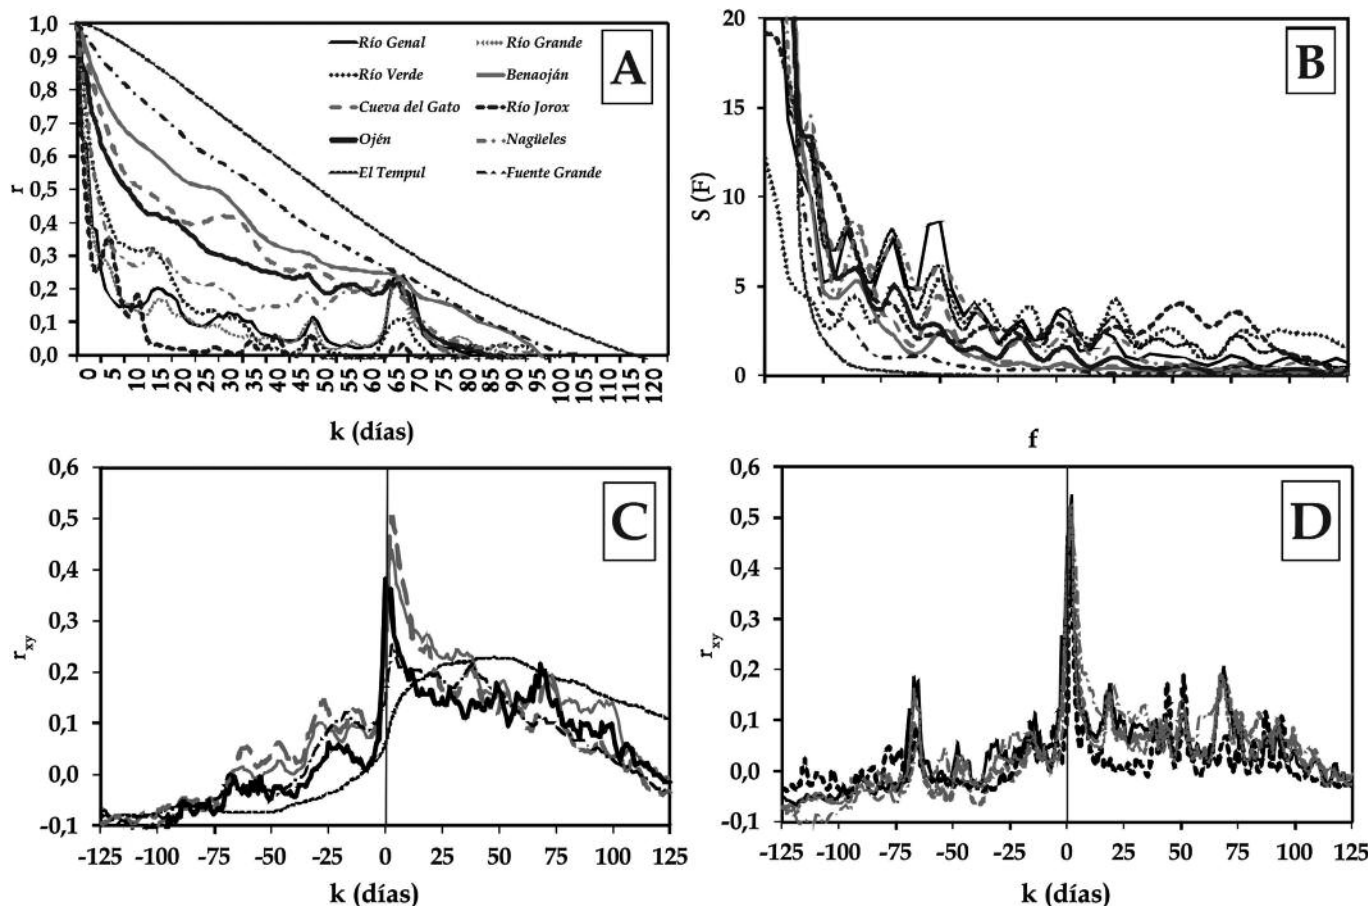 A
1,0
0,9
0,8
0,7
0,6
0,5
0,4
0,3
0,2
0,1
0,0
r
Río Genal
Río Grande
Río Verde
Benaoján
Cueva del Gato
Río Jorox
Ojén
Nagüeles
El Tempul
Fuente Grande
0 5 10 15 20 25 30 35 40 45 50 55 60 65 70 75 80 85 90 95 100 105 110 115 120
k (días)
B
20
15
10
5
0
S (F)
f
C
0,6
0,5
0,4
0,3
0,2
0,1
0,0
-0,1
r xy
-125 -100 -75 -50 -25 0 25 50 75 100 125
k (días)
D
0,6
0,5
0,4
0,3
0,2
0,1
0,0
-0,1
r xy
-125 -100 -75 -50 -25 0 25 50 75 100 125
k (días)